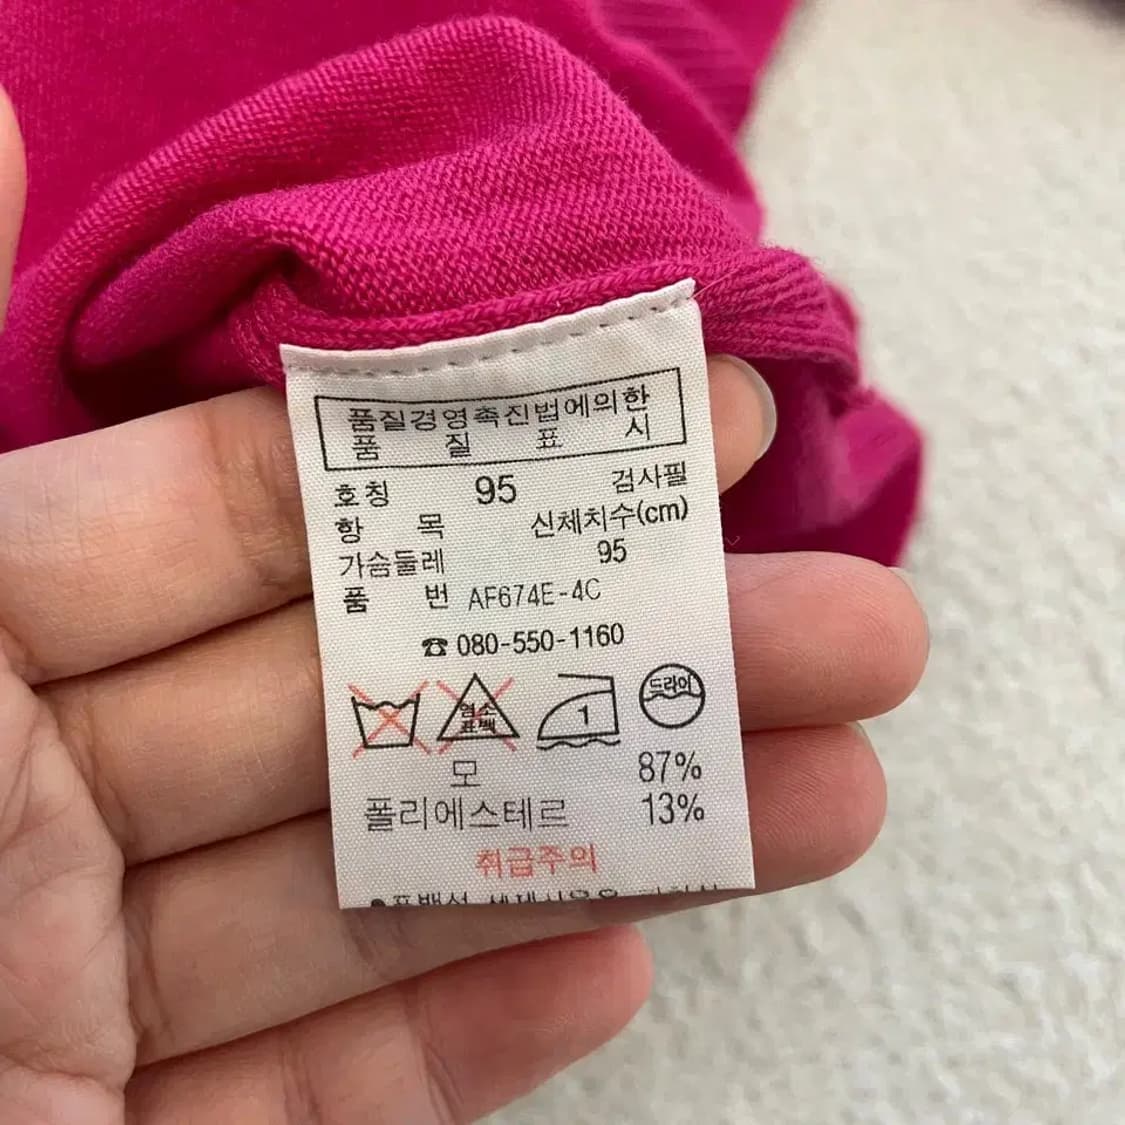 품질경영촉진법에의한
품 질 표 시
호칭 95 검사필
항 목 신체치수(cm)
가슴둘레 95
품 번 AF674E-4C
☎ 080-550-1160
염소
표백
1
드라이
모 87%
폴리에스테르 13%
취급주의